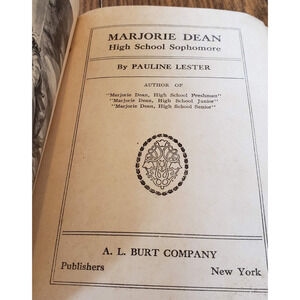 MARJORIE DEAN
High School Sophomore
By PAULINE LESTER
AUTHOR OF
"Marjorie Dean, High School Freshman"
"Marjorie Dean, High School Junior"
"Marjorie Dean, High School Senior"
A. L. BURT COMPANY
Publishers New York